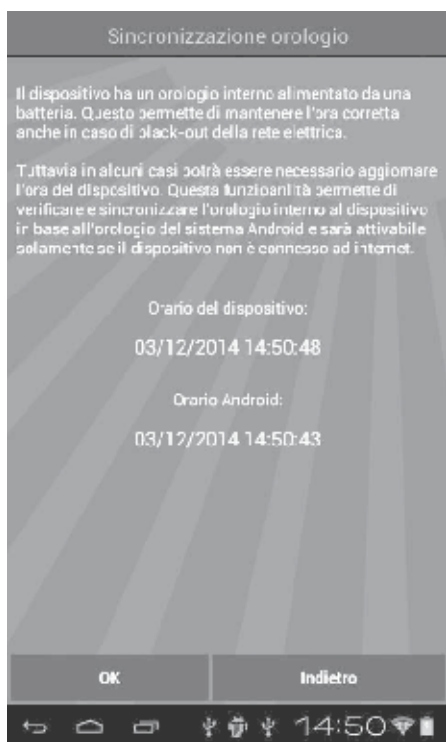 Sincronizzazione orologio
Il dispositivo ha un orologio interno alimentato da una
batteria. Questo permette di mantenere l'ora corretta
anche in caso di black-out della rete elettrica.
Tuttavia in alcuni casi potrà essere necessario aggiornare
l'ora del dispositivo. Questa funzioanlità permette di
verificare e sincronizzare l'orologio interno al dispositivo
in base all'orologio del sistema Android e sarà attivabile
solamente se il dispositivo non è connesso ad internet.
Orario del dispositivo:
03/12/2014 14:50:48
Orario Android:
03/12/2014 14:50:43
OK Indietro
14:50